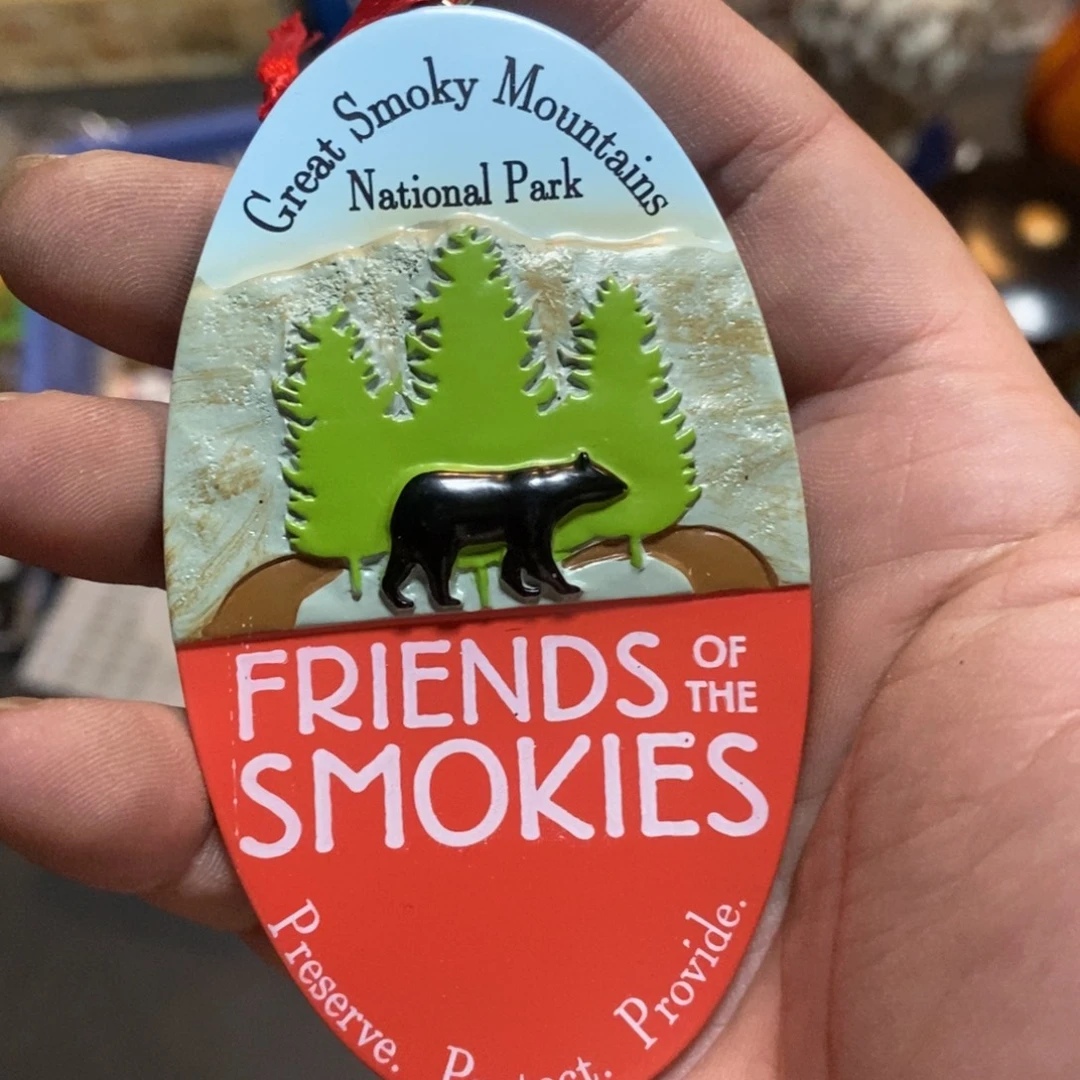 Great Smoky Mountains
National Park
FRIENDS OF THE
SMOKIES
Preserve. Provide.